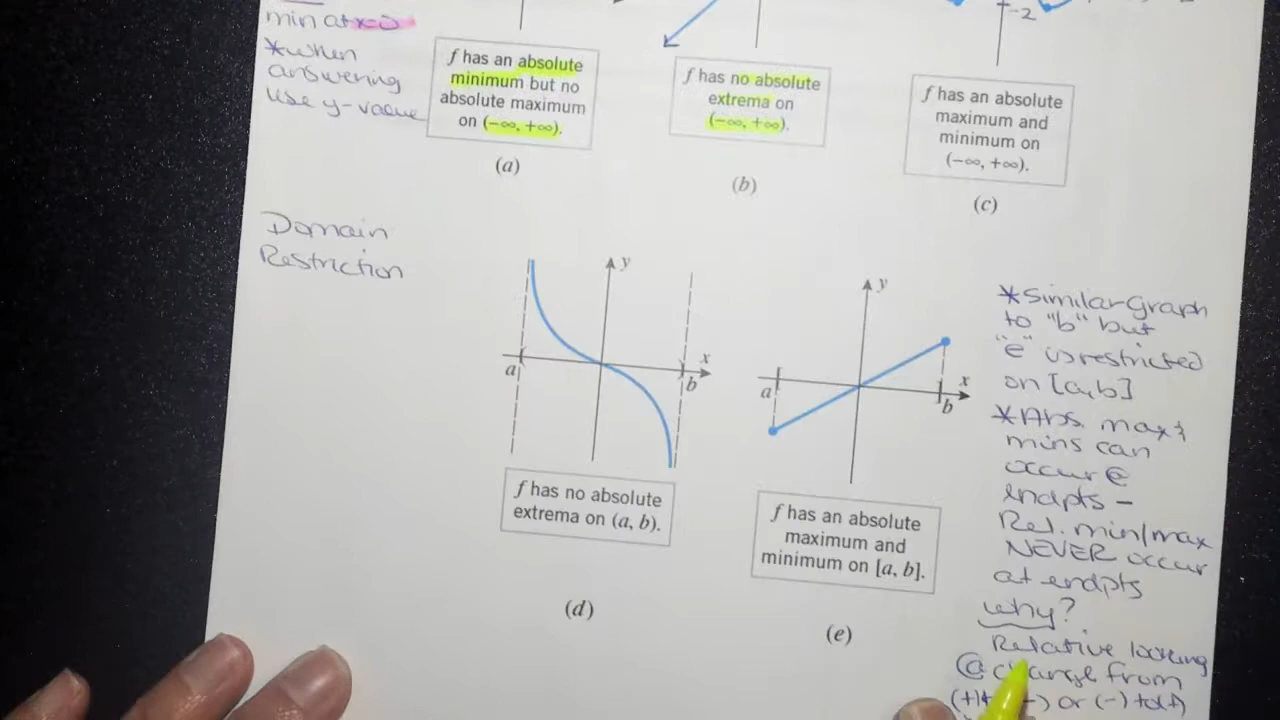 min at x=0
*when
answering
use y-value
f has an absolute
minimum but no
absolute maximum
on (−∞, +∞).
(a)
f has no absolute
extrema on
(−∞, +∞).
(b)
-2
f has an absolute
maximum and
minimum on
(−∞, +∞).
(c)
Domain
Restriction
y
x
a
b
f has no absolute
extrema on (a, b).
(d)
y
x
a
b
f has an absolute
maximum and
minimum on [a, b].
(e)
*Similar Graph
to "b" but
"e" is restricted
on [a,b]
*Abs. max &
mins can
occur @
endpts -
Rel. min/max
NEVER occur
at endpts
why?
Relative looking
@ change from
or (-) to (+)